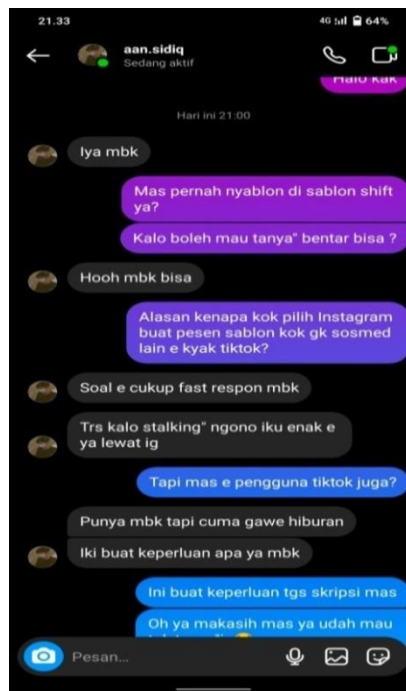 21.33
4G 64%
aan.sidiq
Sedang aktif
Halo kak
Hari ini 21:00
Iya mbk
Mas pernah nyablon di sablon shift
ya?
Kalo boleh mau tanya" bentar bisa ?
Hooh mbk bisa
Alasan kenapa kok pilih Instagram
buat pesen sablon kok gk sosmed
lain e kyak tiktok?
Soal e cukup fast respon mbk
Trs kalo stalking" ngono iku enak e
ya lewat ig
Tapi mas e pengguna tiktok juga?
Punya mbk tapi cuma gawe hiburan
Iki buat keperluan apa ya mbk
Ini buat keperluan tgs skripsi mas
Oh ya makasih mas ya udah mau
Pesan...